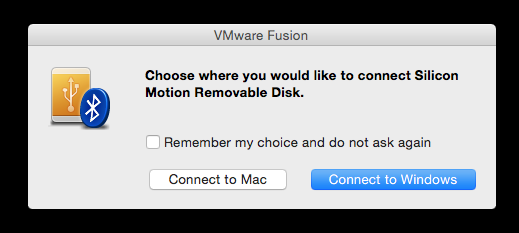 VMware Fusion
Choose where you would like to connect Silicon
Motion Removable Disk.
Remember my choice and do not ask again
Connect to Mac
Connect to Windows